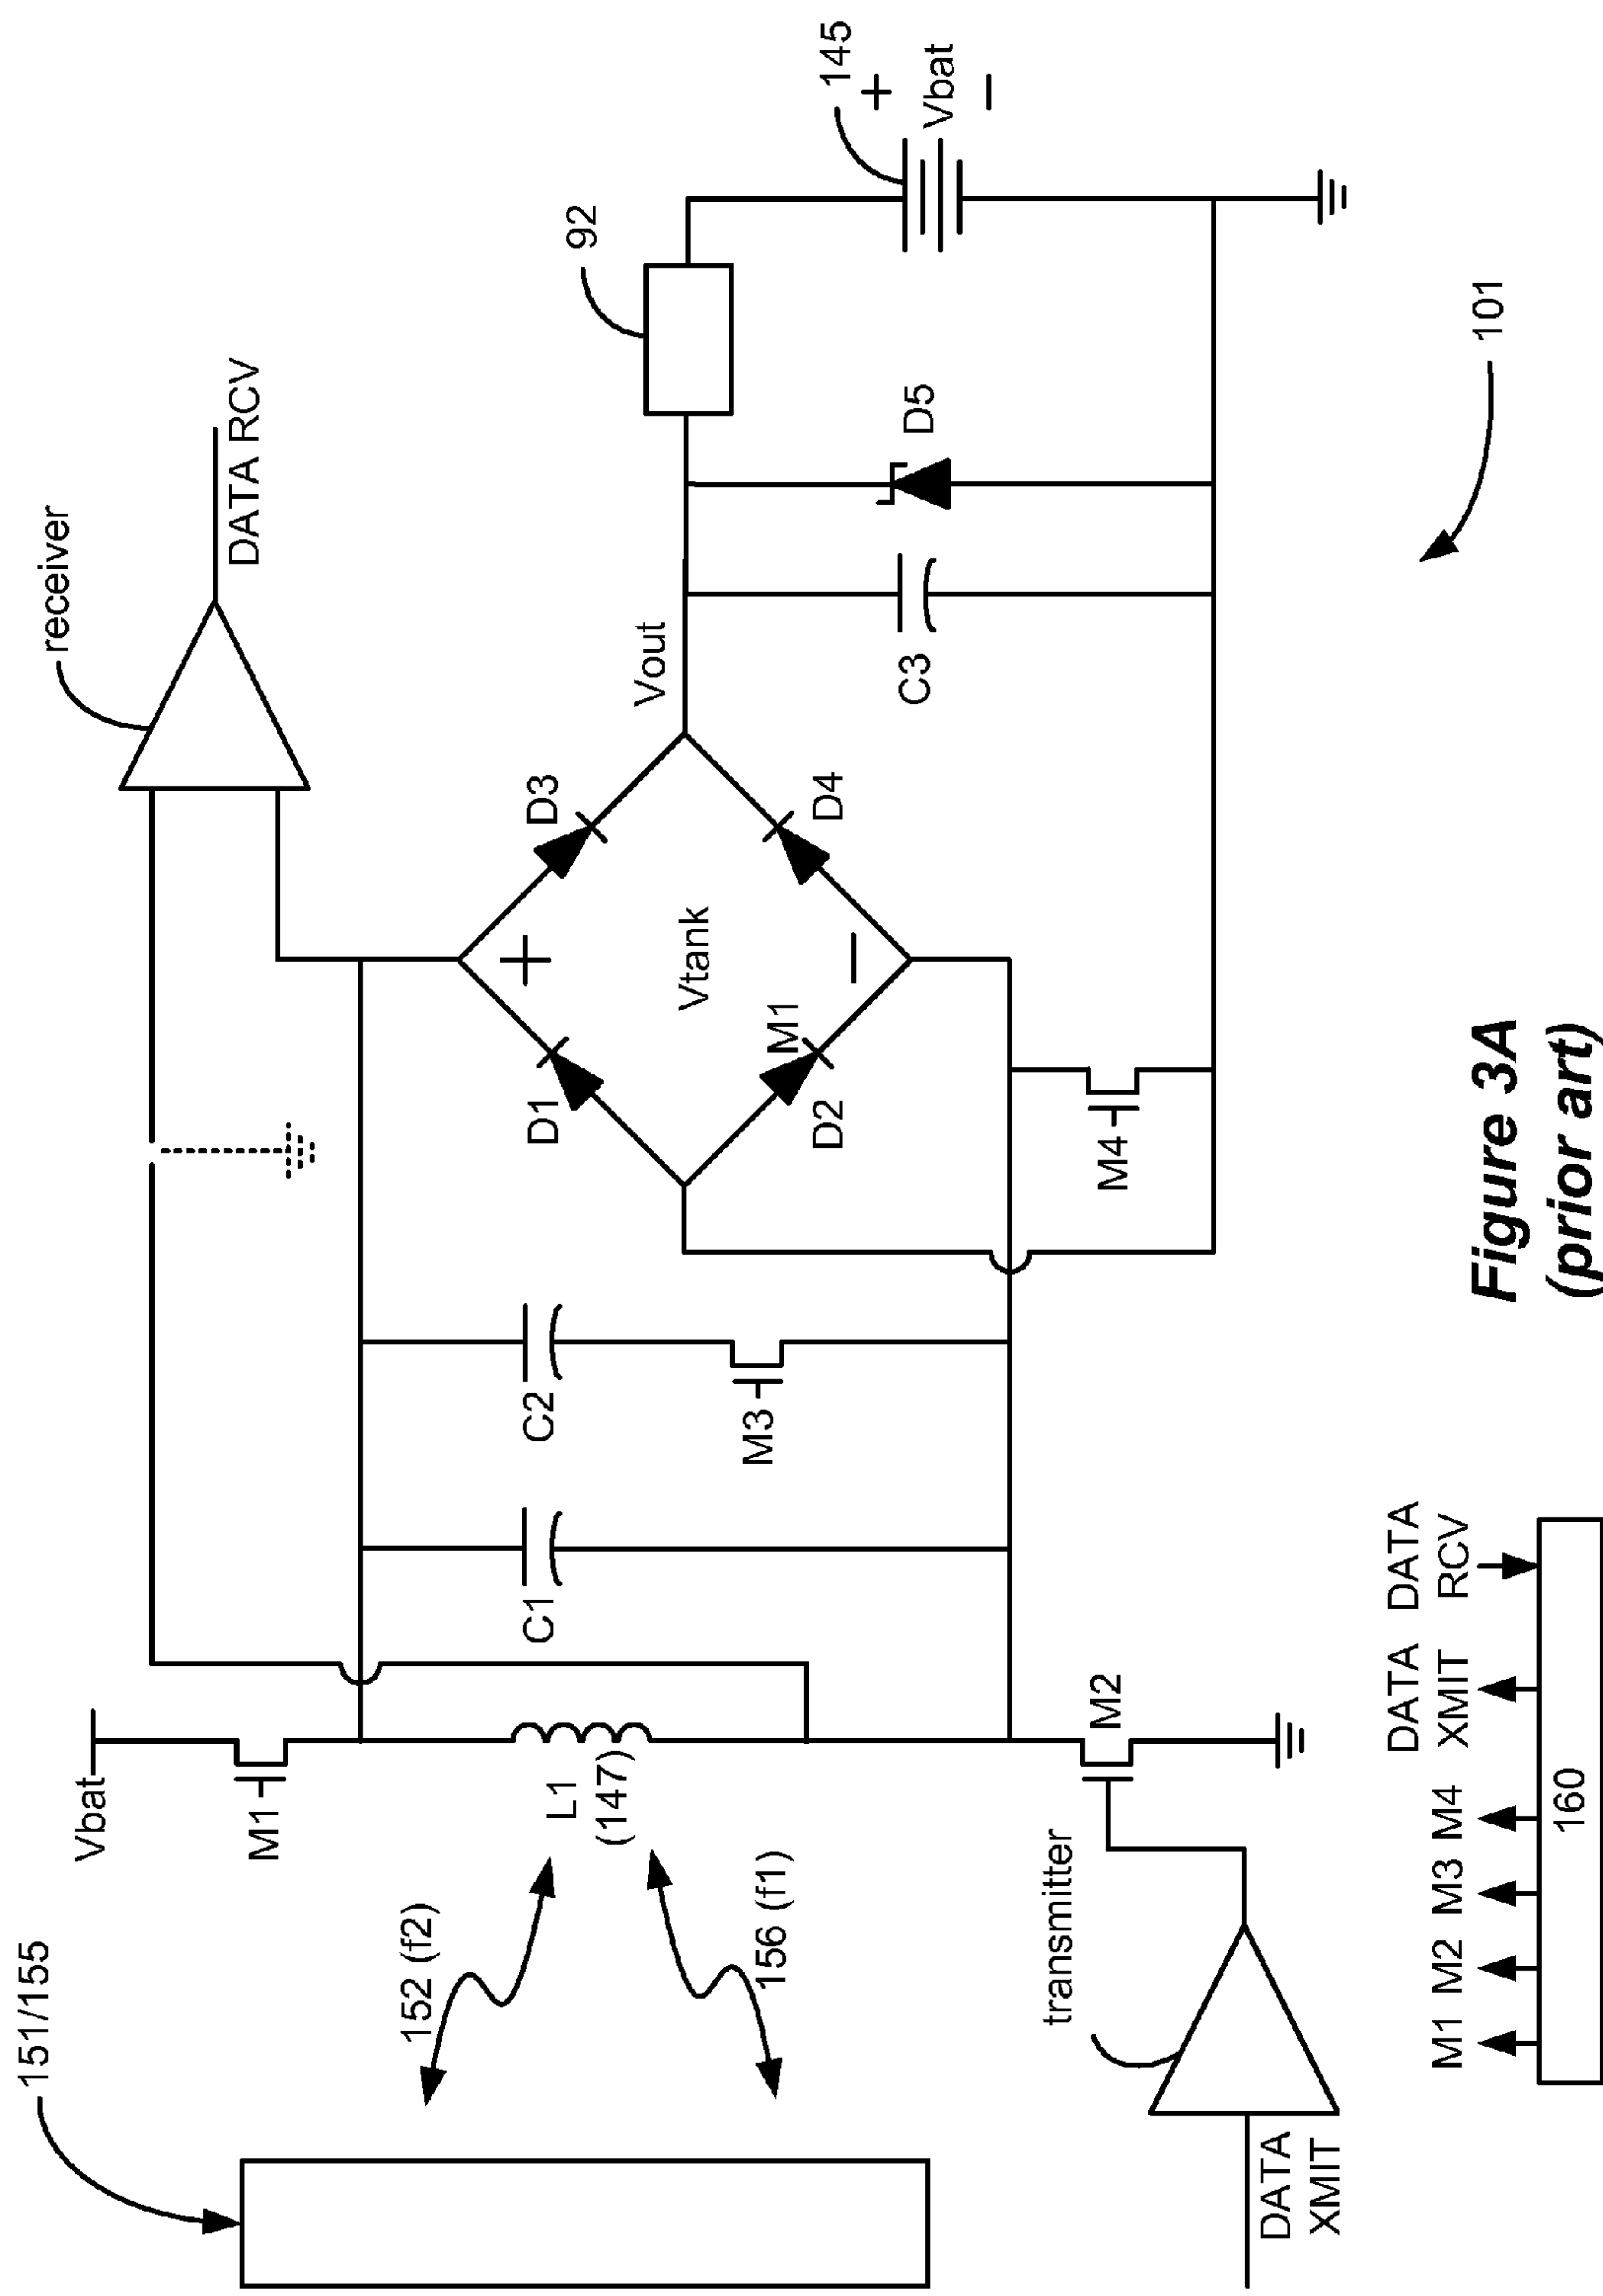 151/155
152 (f2)
156 (f1)
Vbat
M1
L1
(147)
M2
transmitter
DATA
XMIT
C1
C2
M3
receiver
DATA RCV
D1
D2
D3
D4
M1
+
Vtank
−
M4
Vout
C3
D5
92
145
+
Vbat
−
101
M1 M2 M3 M4 DATA XMIT DATA RCV
160
Figure 3A
(prior art)